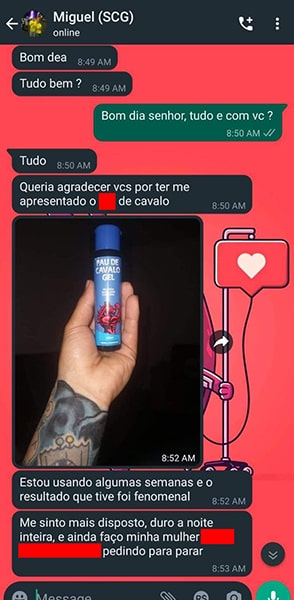 Miguel (SCG)
online
Bom dea
8:49 AM
Tudo bem ?
8:49 AM
Bom dia senhor, tudo e com vc ?
8:50 AM
Tudo
8:50 AM
Queria agradecer vcs por ter me
apresentado o de cavalo
8:50 AM
PAU DE
CAVALO
GEL
8:52 AM
Estou usando algumas semanas e o
resultado que tive foi fenomenal
8:52 AM
Me sinto mais disposto, duro a noite
inteira, e ainda faço minha mulher
pedindo para parar
8:53 AM
Message